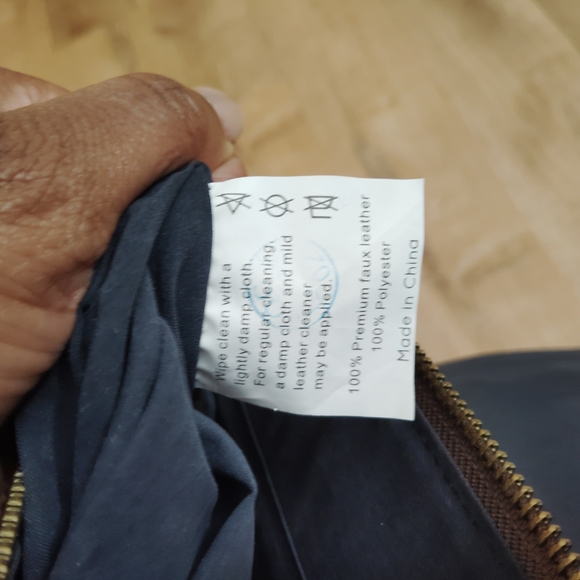 Wipe clean with a
lightly damp cloth.
For regular cleaning,
a damp cloth and mild
leather cleaner
may be applied.
100% Premium faux leather
100% Polyester
Made In China